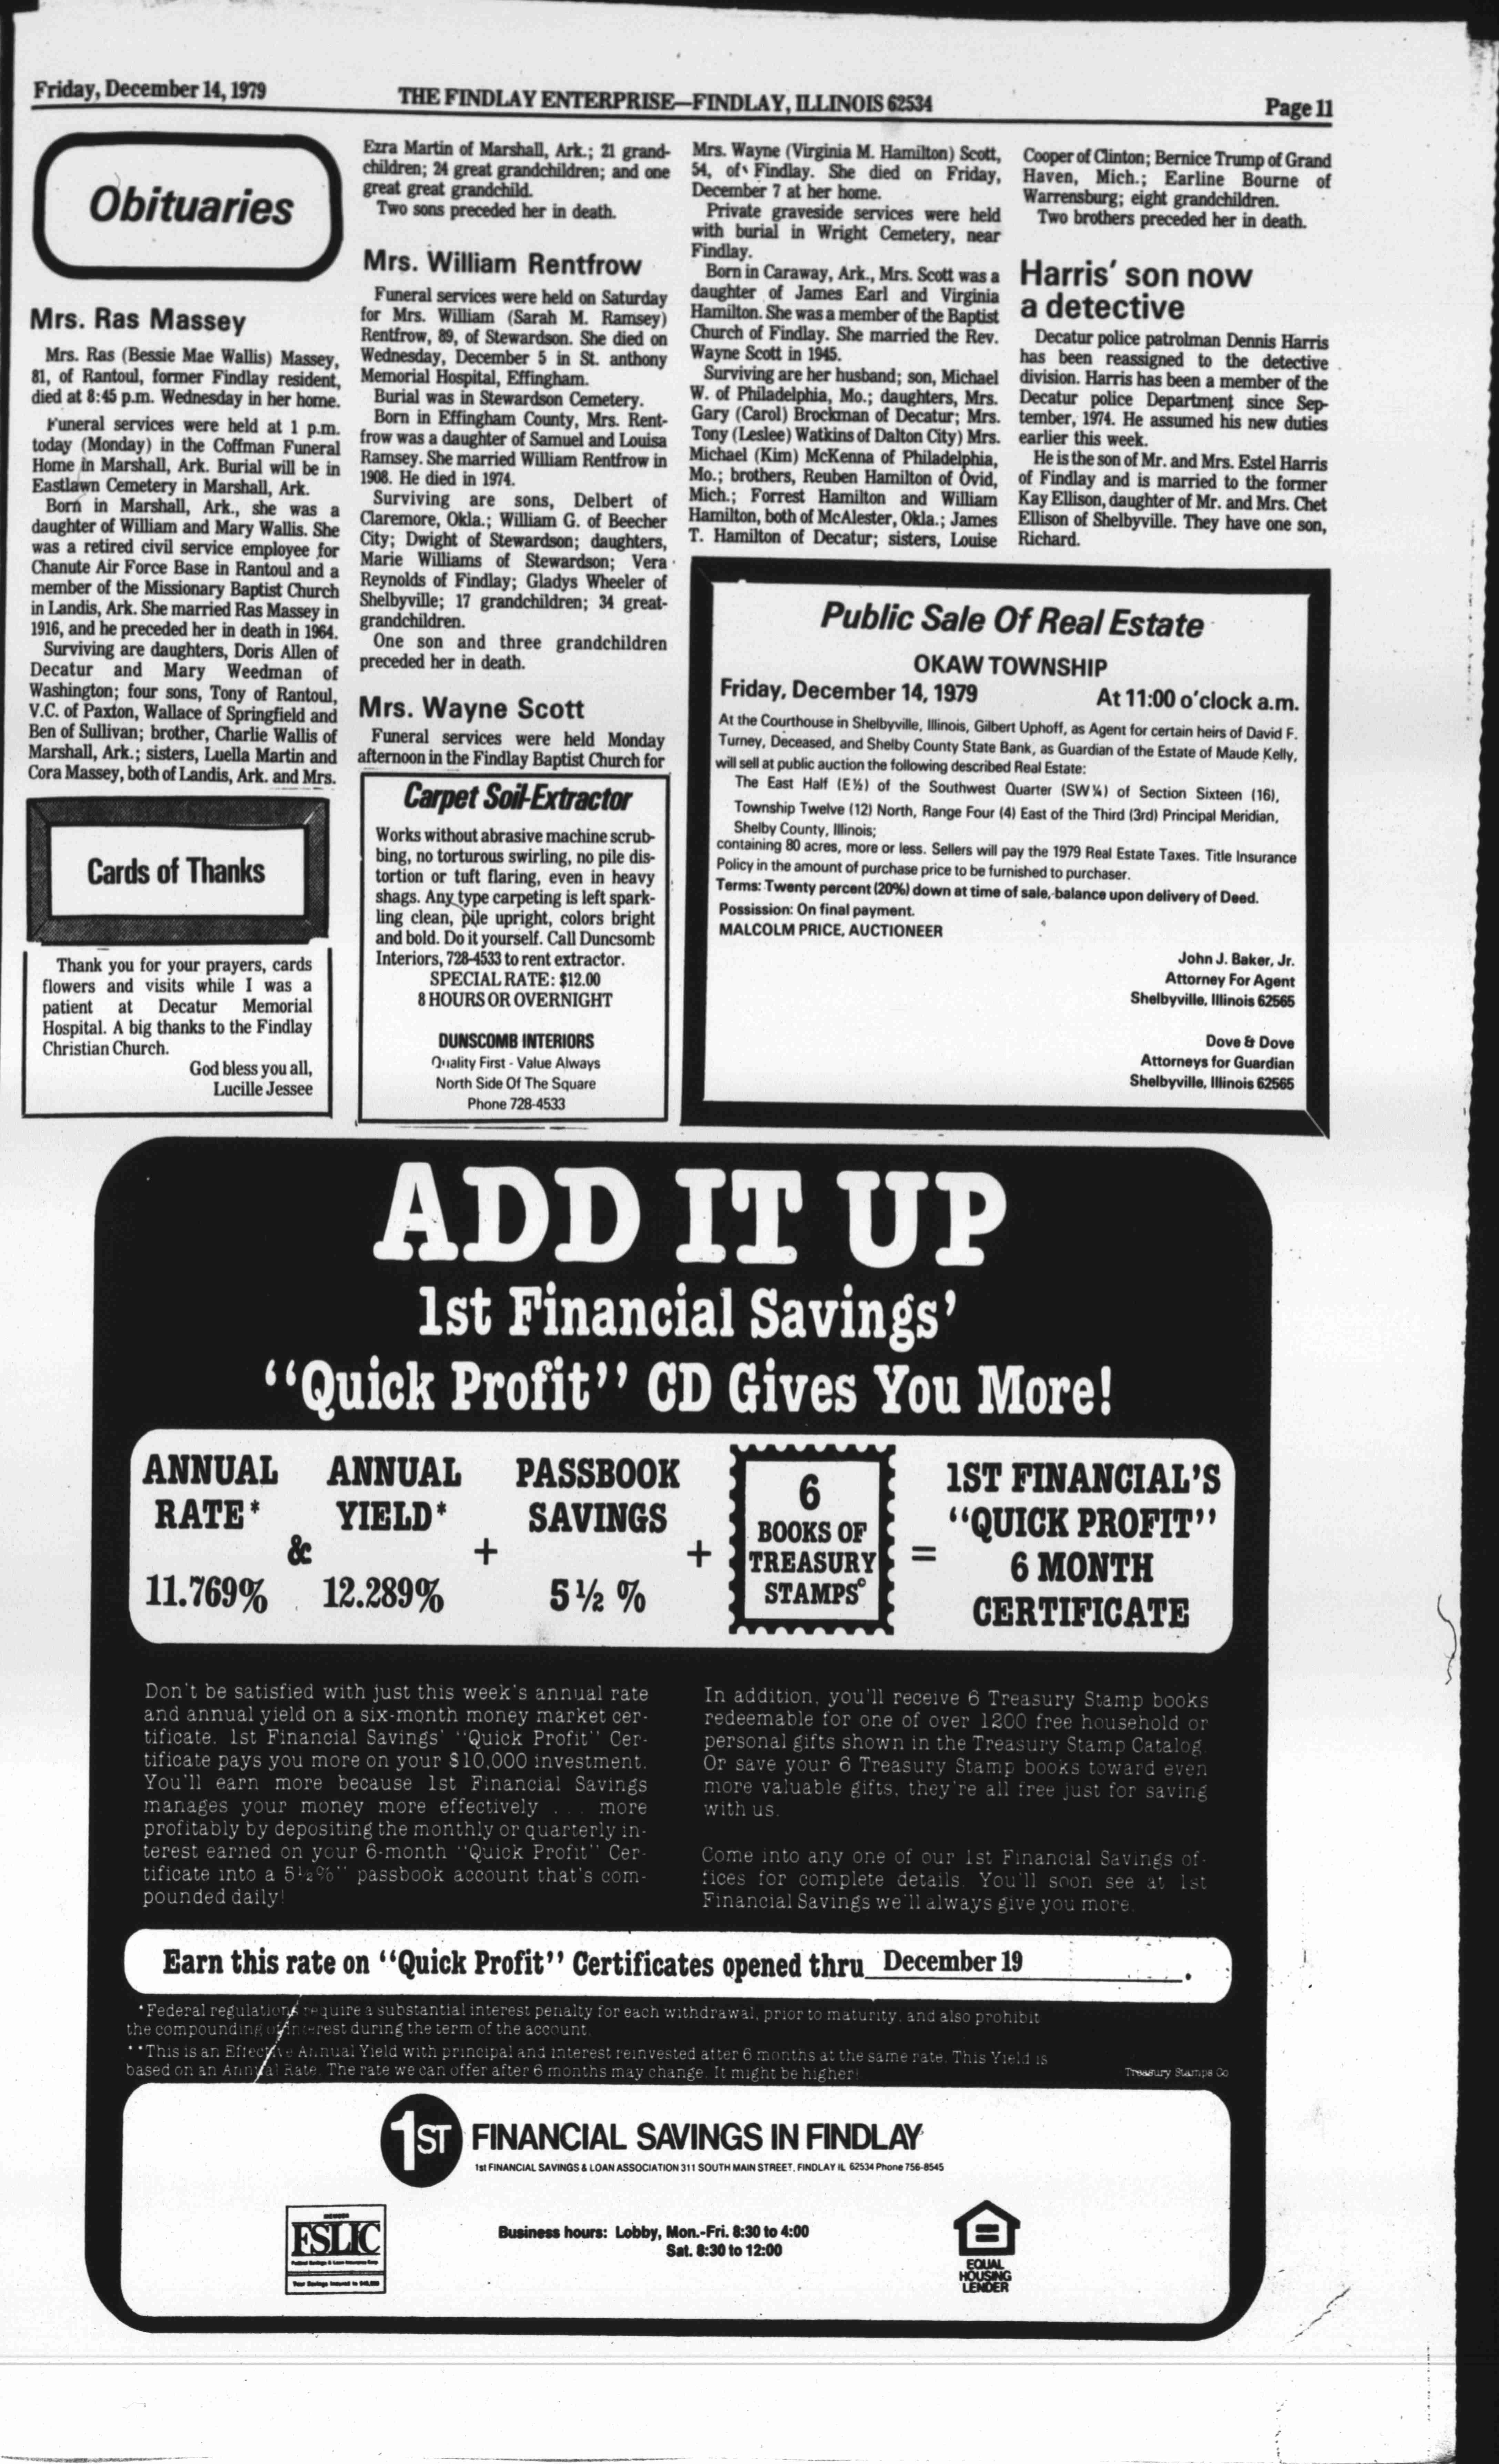 Friday, December 14, 1979
THE FINDLAY ENTERPRISE—FINDLAY, ILLINOIS 62534
Page 11
Obituaries
Mrs. Ras Massey
Mrs. Ras (Bessie Mae Wallis) Massey,
81, of Rantoul, former Findlay resident,
died at 8:45 p.m. Wednesday in her home.
Funeral services were held at 1 p.m.
today (Monday) in the Coffman Funeral
Home in Marshall, Ark. Burial will be in
Eastlawn Cemetery in Marshall, Ark.
Born in Marshall, Ark., she was a
daughter of William and Mary Wallis. She
was a retired civil service employee for
Chanute Air Force Base in Rantoul and a
member of the Missionary Baptist Church
in Landis, Ark. She married Ras Massey in
1916, and he preceded her in death in 1964.
Surviving are daughters, Doris Allen of
Decatur and Mary Weedman of
Washington; four sons, Tony of Rantoul,
V.C. of Paxton, Wallace of Springfield and
Ben of Sullivan; brother, Charlie Wallis of
Marshall, Ark.; sisters, Luella Martin and
Cora Massey, both of Landis, Ark. and Mrs.
Ezra Martin of Marshall, Ark.; 21 grand-
children; 24 great grandchildren; and one
great great grandchild.
Two sons preceded her in death.
Mrs. William Rentfrow
Funeral services were held on Saturday
for Mrs. William (Sarah M. Ramsey)
Rentfrow, 89, of Stewardson. She died on
Wednesday, December 5 in St. anthony
Memorial Hospital, Effingham.
Burial was in Stewardson Cemetery.
Born in Effingham County, Mrs. Rent-
frow was a daughter of Samuel and Louisa
Ramsey. She married William Rentfrow in
1908. He died in 1974.
Surviving are sons, Delbert of
Claremore, Okla.; William G. of Beecher
City; Dwight of Stewardson; daughters,
Marie Williams of Stewardson; Vera
Reynolds of Findlay; Gladys Wheeler of
Shelbyville; 17 grandchildren; 34 great-
grandchildren.
One son and three grandchildren
preceded her in death.
Mrs. Wayne Scott
Funeral services were held Monday
afternoon in the Findlay Baptist Church for
Mrs. Wayne (Virginia M. Hamilton) Scott,
54, of Findlay. She died on Friday,
December 7 at her home.
Private graveside services were held
with burial in Wright Cemetery, near
Findlay.
Born in Caraway, Ark., Mrs. Scott was a
daughter of James Earl and Virginia
Hamilton. She was a member of the Baptist
Church of Findlay. She married the Rev.
Wayne Scott in 1945.
Surviving are her husband; son, Michael
W. of Philadelphia, Mo.; daughters, Mrs.
Gary (Carol) Brockman of Decatur; Mrs.
Tony (Leslee) Watkins of Dalton City) Mrs.
Michael (Kim) McKenna of Philadelphia,
Mo.; brothers, Reuben Hamilton of Ovid,
Mich.; Forrest Hamilton and William
Hamilton, both of McAlester, Okla.; James
T. Hamilton of Decatur; sisters, Louise
Cooper of Clinton; Bernice Trump of Grand
Haven, Mich.; Earline Bourne of
Warrensburg; eight grandchildren.
Two brothers preceded her in death.
Harris' son now
a detective
Decatur police patrolman Dennis Harris
has been reassigned to the detective
division. Harris has been a member of the
Decatur police Department since Sep-
tember, 1974. He assumed his new duties
earlier this week.
He is the son of Mr. and Mrs. Estel Harris
of Findlay and is married to the former
Kay Ellison, daughter of Mr. and Mrs. Chet
Ellison of Shelbyville. They have one son,
Richard.
Cards of Thanks
Thank you for your prayers, cards
flowers and visits while I was a
patient at Decatur Memorial
Hospital. A big thanks to the Findlay
Christian Church.
God bless you all,
Lucille Jessee
Carpet Soil-Extractor
Works without abrasive machine scrub-
bing, no torturous swirling, no pile dis-
tortion or tuft flaring, even in heavy
shags. Any type carpeting is left spark-
ling clean, pile upright, colors bright
and bold. Do it yourself. Call Duncsomb
Interiors, 728-4533 to rent extractor.
SPECIAL RATE: $12.00
8 HOURS OR OVERNIGHT
DUNSCOMB INTERIORS
Quality First - Value Always
North Side Of The Square
Phone 728-4533
Public Sale Of Real Estate
OKAW TOWNSHIP
Friday, December 14, 1979 At 11:00 o'clock a.m.
At the Courthouse in Shelbyville, Illinois, Gilbert Uphoff, as Agent for certain heirs of David F.
Turney, Deceased, and Shelby County State Bank, as Guardian of the Estate of Maude Kelly,
will sell at public auction the following described Real Estate:
The East Half (E½) of the Southwest Quarter (SW¼) of Section Sixteen (16),
Township Twelve (12) North, Range Four (4) East of the Third (3rd) Principal Meridian,
Shelby County, Illinois;
containing 80 acres, more or less. Sellers will pay the 1979 Real Estate Taxes. Title Insurance
Policy in the amount of purchase price to be furnished to purchaser.
Terms: Twenty percent (20%) down at time of sale, balance upon delivery of Deed.
Possission: On final payment.
MALCOLM PRICE, AUCTIONEER
John J. Baker, Jr.
Attorney For Agent
Shelbyville, Illinois 62565
Dove & Dove
Attorneys for Guardian
Shelbyville, Illinois 62565
ADD IT UP
1st Financial Savings'
"Quick Profit" CD Gives You More!
ANNUAL RATE* 11.769%
&
ANNUAL YIELD* 12.289%
+
PASSBOOK SAVINGS 5½ %
+
6
BOOKS OF
TREASURY
STAMPS©
=
1ST FINANCIAL'S
"QUICK PROFIT"
6 MONTH
CERTIFICATE
Don't be satisfied with just this week's annual rate
and annual yield on a six-month money market cer-
tificate. 1st Financial Savings' "Quick Profit" Cer-
tificate pays you more on your $10,000 investment.
You'll earn more because 1st Financial Savings
manages your money more effectively . . . more
profitably by depositing the monthly or quarterly in-
terest earned on your 6-month "Quick Profit" Cer-
tificate into a 5½%" passbook account that's com-
pounded daily!
In addition, you'll receive 6 Treasury Stamp books
redeemable for one of over 1200 free household or
personal gifts shown in the Treasury Stamp Catalog.
Or save your 6 Treasury Stamp books toward even
more valuable gifts, they're all free just for saving
with us.
Come into any one of our 1st Financial Savings of-
fices for complete details. You'll soon see at 1st
Financial Savings we'll always give you more.
Earn this rate on "Quick Profit" Certificates opened thru December 19.
*Federal regulations require a substantial interest penalty for each withdrawal, prior to maturity, and also prohibit
the compounding of interest during the term of the account.
**This is an Effective Annual Yield with principal and interest reinvested after 6 months at the same rate. This Yield is
based on an Annual Rate. The rate we can offer after 6 months may change. It might be higher!
Treasury Stamps Co
1ST FINANCIAL SAVINGS IN FINDLAY
1st FINANCIAL SAVINGS & LOAN ASSOCIATION 311 SOUTH MAIN STREET, FINDLAY IL 62534 Phone 756-8545
MEMBER
FSLIC
Federal Savings & Loan Insurance Corp
Your Savings Insured to $40,000
Business hours: Lobby, Mon.-Fri. 8:30 to 4:00
Sat. 8:30 to 12:00
EQUAL
HOUSING
LENDER